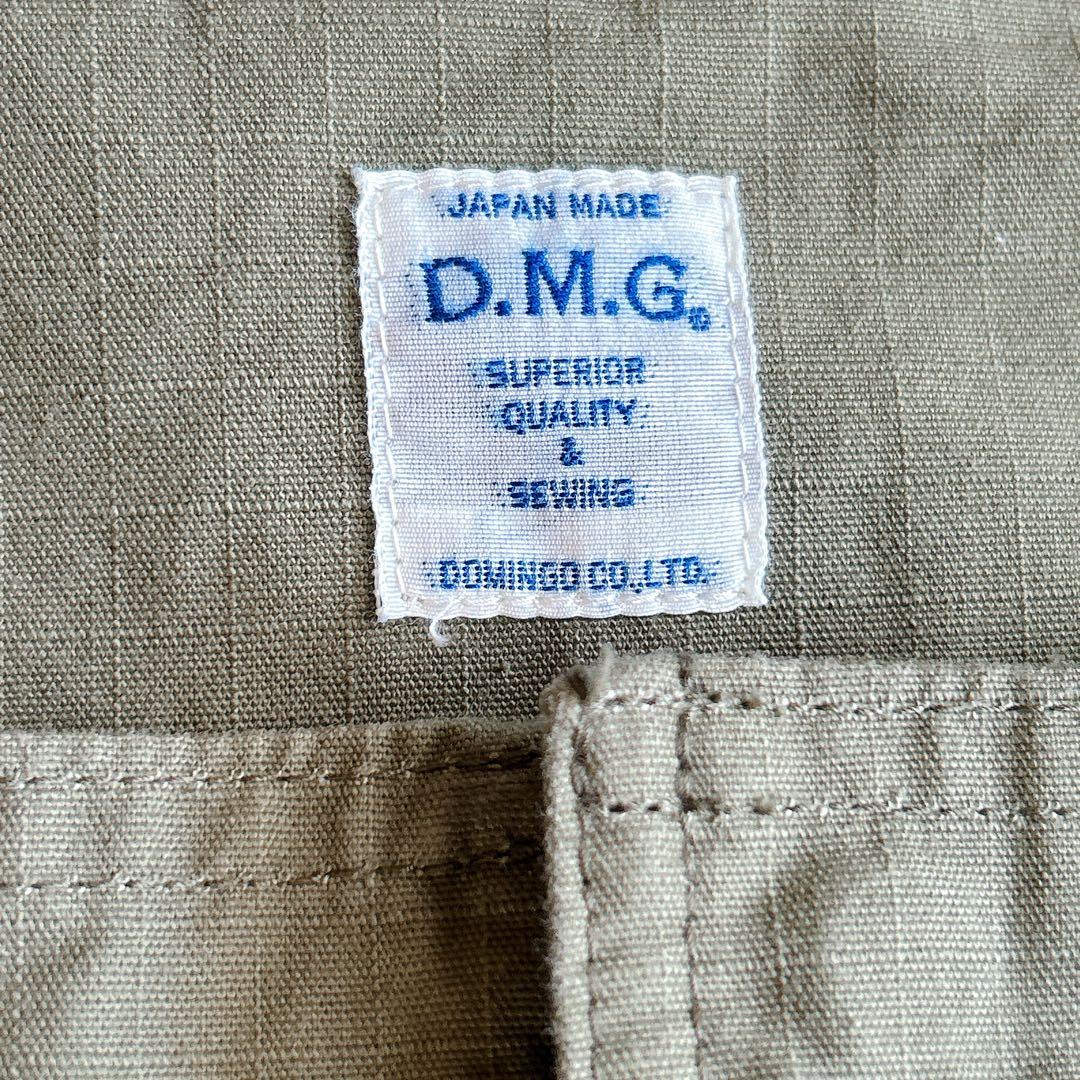 JAPAN MADE
D.M.G.®
SUPERIOR
QUALITY
&
SEWING
DOMINGO CO.,LTD.